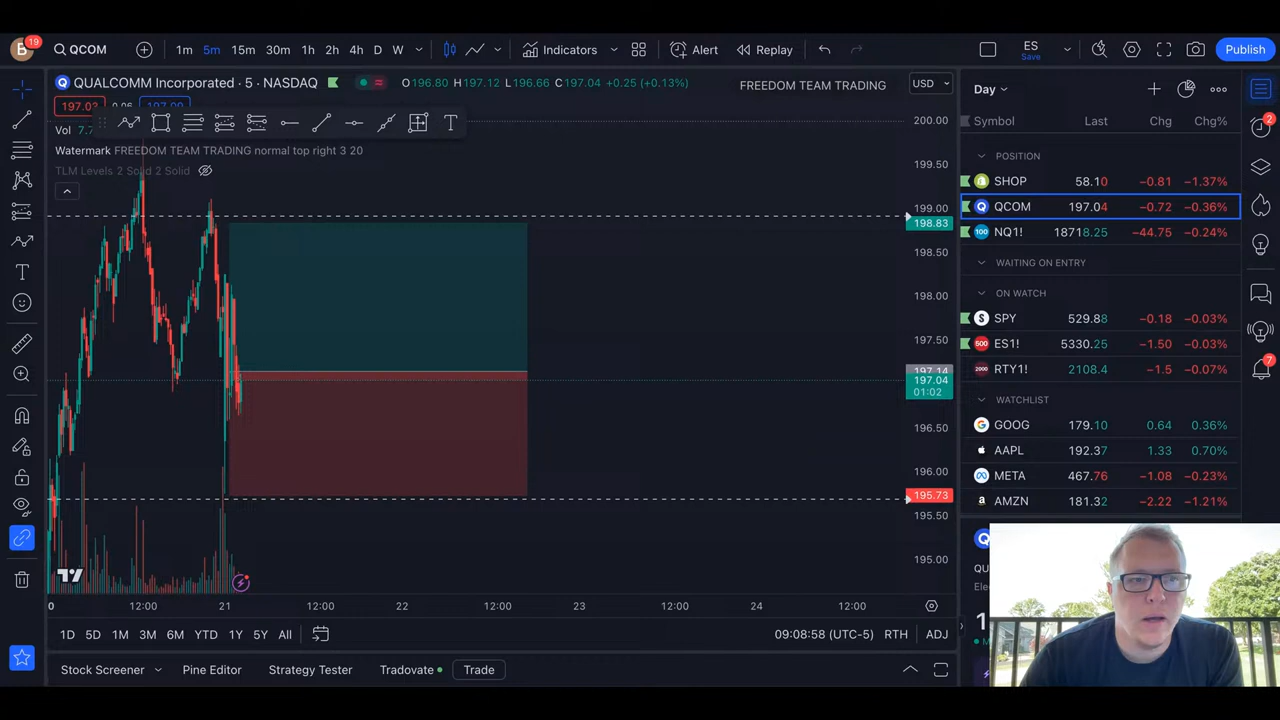 B 19 QCOM 1m 5m 15m 30m 1h 2h 4h D W Indicators Alert Replay ES Save Publish
QUALCOMM Incorporated · 5 · NASDAQ O196.80 H197.12 L196.66 C197.04 +0.25 (+0.13%)
FREEDOM TEAM TRADING
USD
Vol
Watermark FREEDOM TEAM TRADING normal top right 3 20
TLM Levels 2 Solid 2 Solid
200.00
199.50
199.00
198.83
198.50
198.00
197.50
197.14
197.04
01:02
196.50
196.00
195.73
195.50
195.00
0 12:00 21 12:00 22 12:00 23 12:00 24 12:00
1D 5D 1M 3M 6M YTD 1Y 5Y All 09:08:58 (UTC-5) RTH ADJ
Stock Screener Pine Editor Strategy Tester Tradovate Trade
Day
Symbol Last Chg Chg%
POSITION
SHOP 58.10 −0.81 −1.37%
QCOM 197.04 −0.72 −0.36%
NQ1! 18718.25 −44.75 −0.24%
WAITING ON ENTRY
ON WATCH
SPY 529.88 −0.18 −0.03%
ES1! 5330.25 −1.50 −0.03%
RTY1! 2108.4 −1.5 −0.07%
WATCHLIST
GOOG 179.10 0.64 0.36%
AAPL 192.37 1.33 0.70%
META 467.76 −1.08 −0.23%
AMZN 181.32 −2.22 −1.21%
2
7